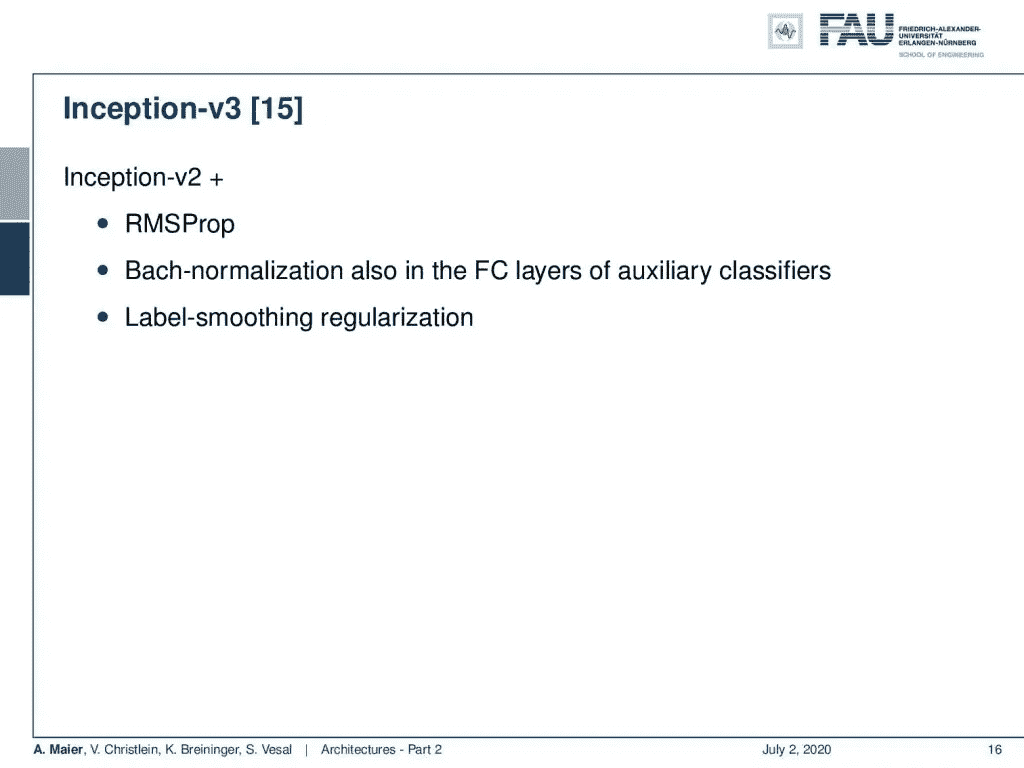 FAU
FRIEDRICH-ALEXANDER-
UNIVERSITÄT
ERLANGEN-NÜRNBERG
SCHOOL OF ENGINEERING
Inception-v3 [15]
Inception-v2 +
• RMSProp
• Bach-normalization also in the FC layers of auxiliary classifiers
• Label-smoothing regularization
A. Maier, V. Christlein, K. Breininger, S. Vesal | Architectures - Part 2 July 2, 2020 16